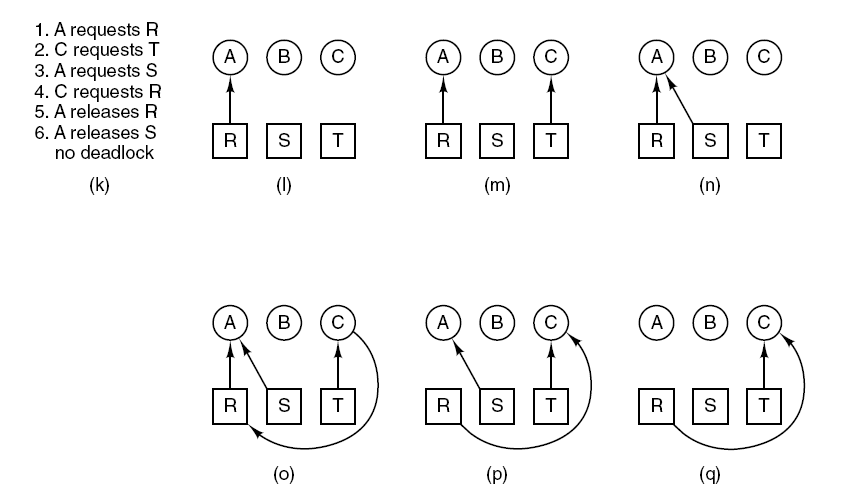 1. A requests R
2. C requests T
3. A requests S
4. C requests R
5. A releases R
6. A releases S
no deadlock
(k)
A B C
R S T
(l)
A B C
R S T
(m)
A B C
R S T
(n)
A B C
R S T
(o)
A B C
R S T
(p)
A B C
R S T
(q)